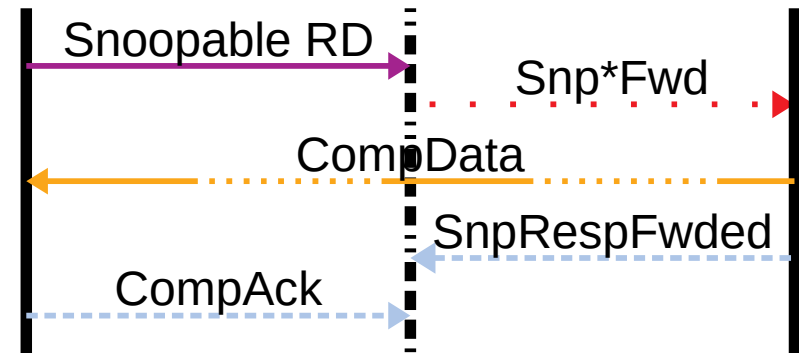 Snoopable RD
Snp*Fwd
CompData
SnpRespFwded
CompAck